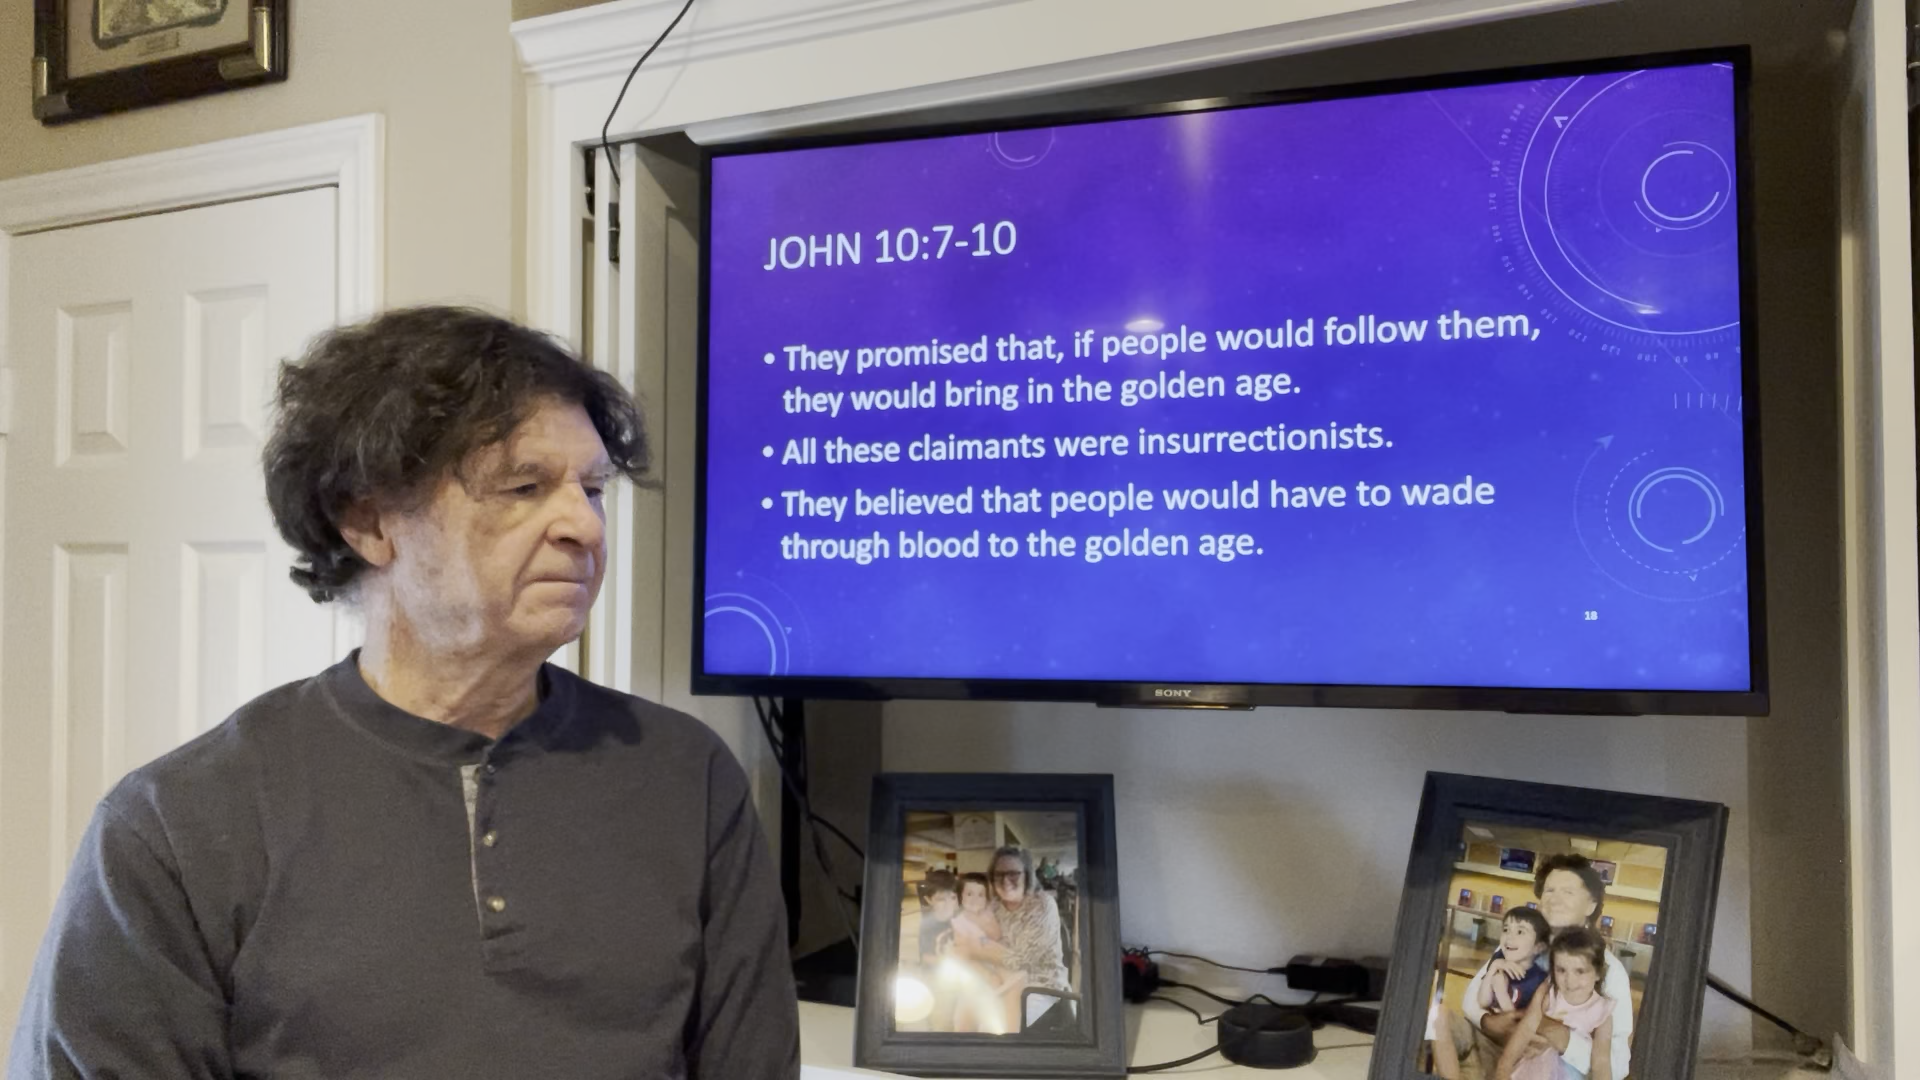 JOHN 10:7-10
• They promised that, if people would follow them,
they would bring in the golden age.
• All these claimants were insurrectionists.
• They believed that people would have to wade
through blood to the golden age.
18
SONY